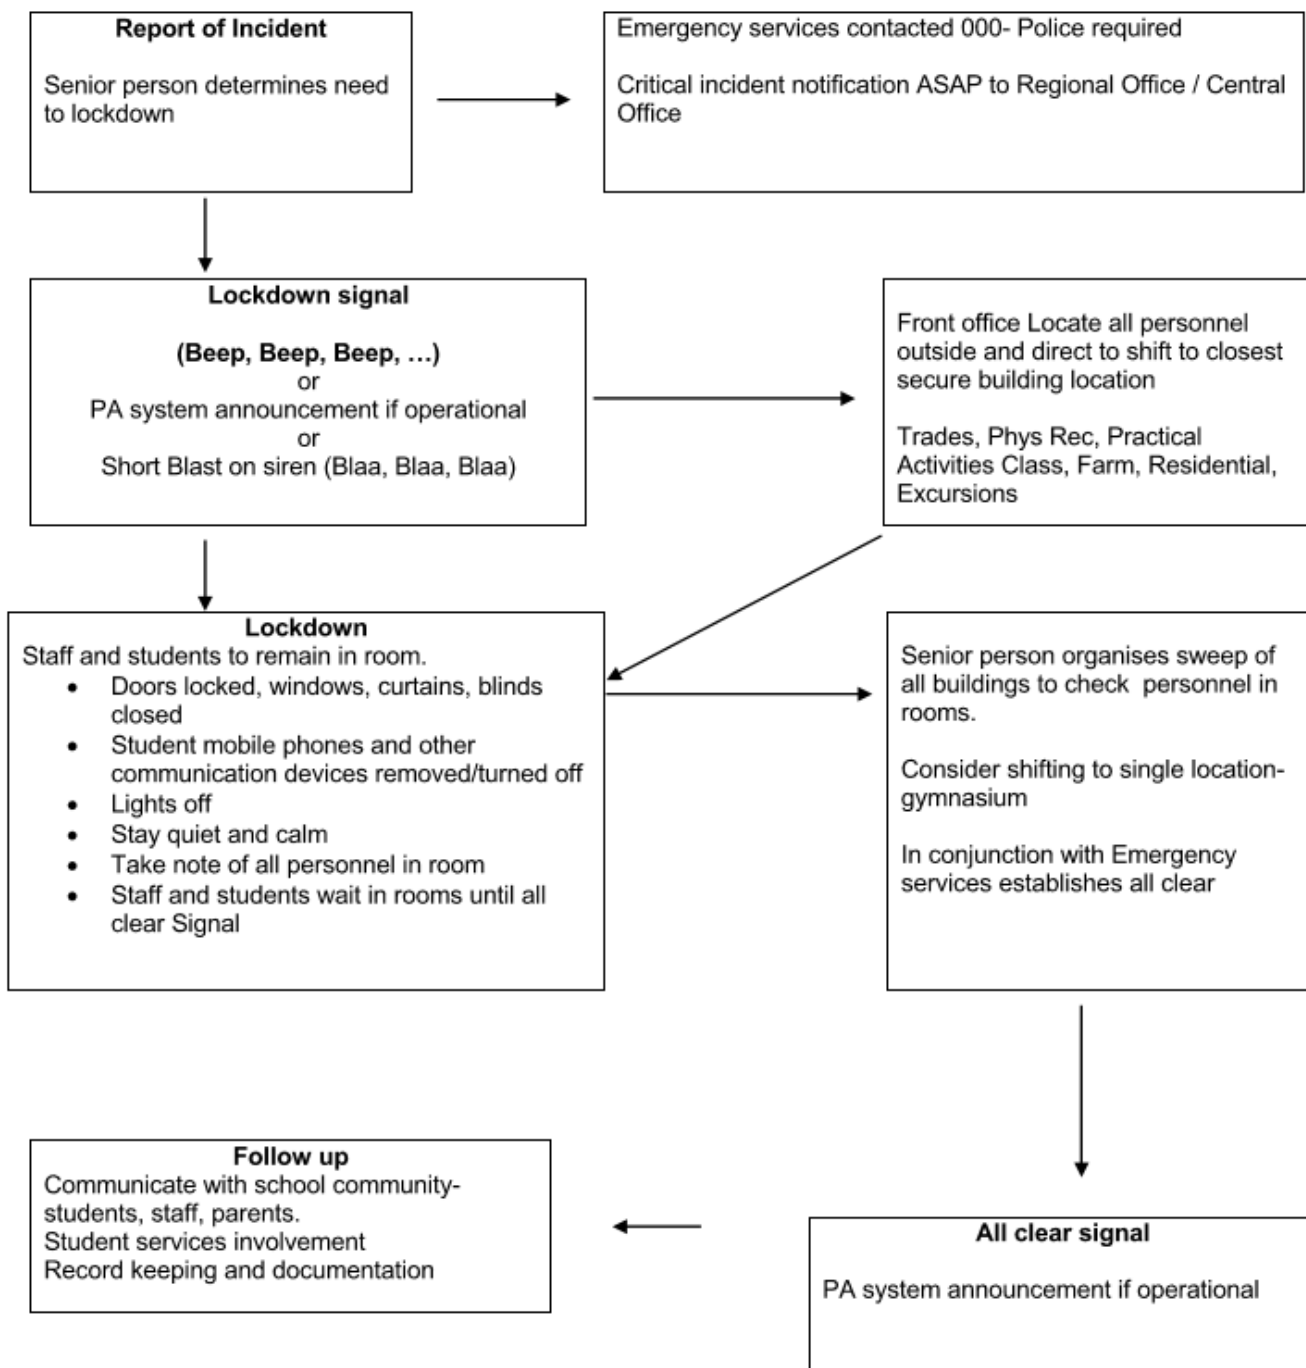 Report of Incident
Senior person determines need
to lockdown
Emergency services contacted 000- Police required
Critical incident notification ASAP to Regional Office / Central
Office
Lockdown signal
(Beep, Beep, Beep, …)
or
PA system announcement if operational
or
Short Blast on siren (Blaa, Blaa, Blaa)
Front office Locate all personnel
outside and direct to shift to closest
secure building location
Trades, Phys Rec, Practical
Activities Class, Farm, Residential,
Excursions
Lockdown
Staff and students to remain in room.
• Doors locked, windows, curtains, blinds
closed
• Student mobile phones and other
communication devices removed/turned off
• Lights off
• Stay quiet and calm
• Take note of all personnel in room
• Staff and students wait in rooms until all
clear Signal
Senior person organises sweep of
all buildings to check personnel in
rooms.
Consider shifting to single location-
gymnasium
In conjunction with Emergency
services establishes all clear
Follow up
Communicate with school community-
students, staff, parents.
Student services involvement
Record keeping and documentation
All clear signal
PA system announcement if operational